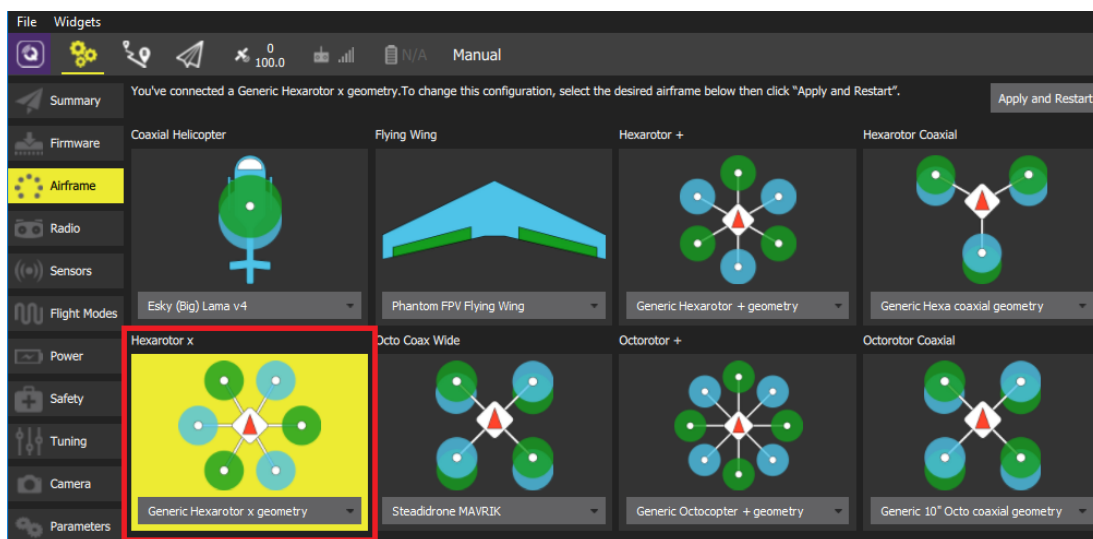 File Widgets
0
100.0
N/A
Manual
Summary
Firmware
Airframe
Radio
Sensors
Flight Modes
Power
Safety
Tuning
Camera
Parameters
You've connected a Generic Hexarotor x geometry.To change this configuration, select the desired airframe below then click “Apply and Restart”.
Apply and Restart
Coaxial Helicopter
Flying Wing
Hexarotor +
Hexarotor Coaxial
Esky (Big) Lama v4
Phantom FPV Flying Wing
Generic Hexarotor + geometry
Generic Hexa coaxial geometry
Hexarotor x
Octo Coax Wide
Octorotor +
Octorotor Coaxial
Generic Hexarotor x geometry
Steadidrone MAVRIK
Generic Octocopter + geometry
Generic 10" Octo coaxial geometry